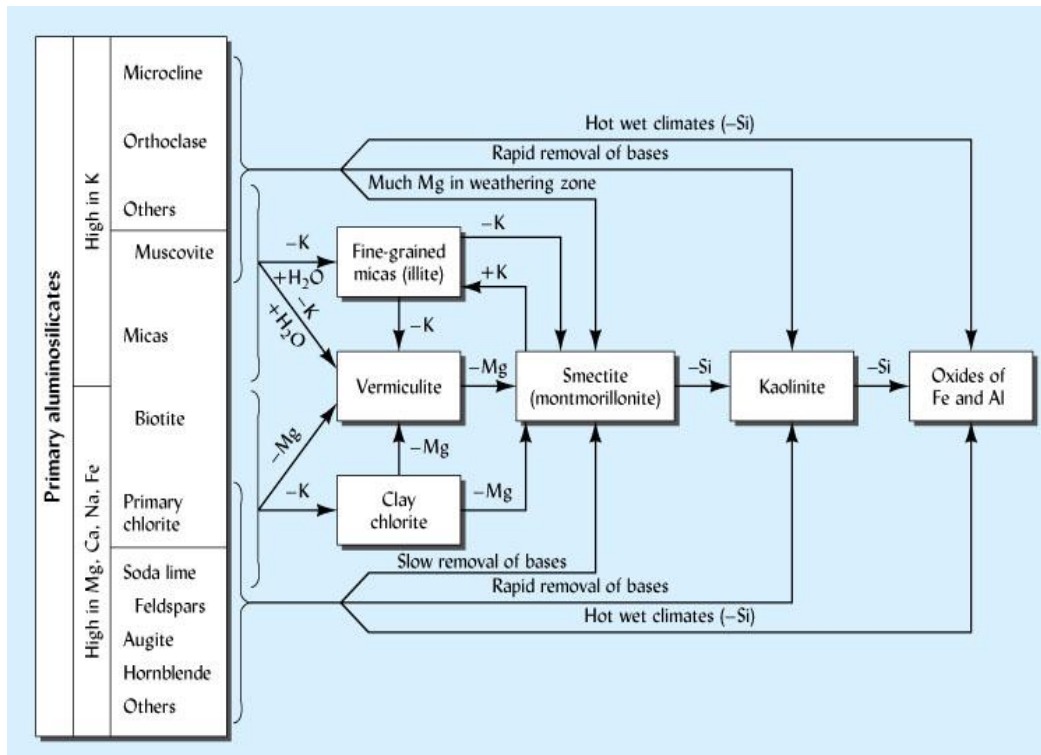 Primary aluminosilicates
High in K
High in Mg, Ca, Na, Fe
Microcline
Orthoclase
Others
Muscovite
Micas
Biotite
Primary
chlorite
Soda lime
Feldspars
Augite
Hornblende
Others
Hot wet climates (–Si)
Rapid removal of bases
Much Mg in weathering zone
–K
+H₂O
–K
+H₂O
Fine-grained
micas (illite)
–K
+K
–K
Vermiculite
–Mg
Smectite
(montmorillonite)
–Si
Kaolinite
–Si
Oxides of
Fe and Al
–Mg
–Mg
–K
Clay
chlorite
–Mg
Slow removal of bases
Rapid removal of bases
Hot wet climates (–Si)